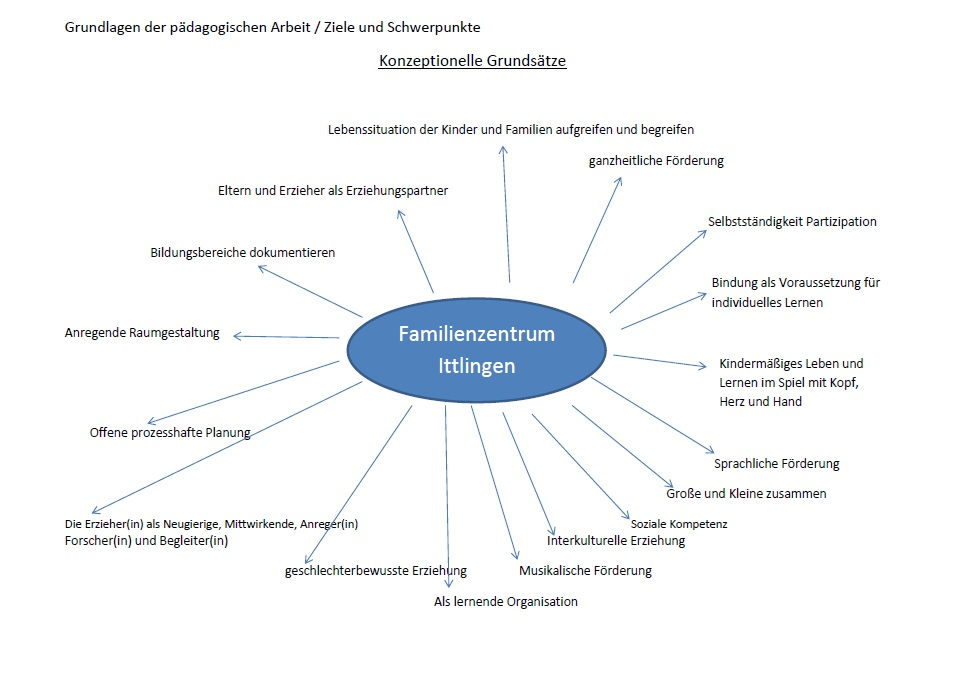 Grundlagen der pädagogischen Arbeit / Ziele und Schwerpunkte
Konzeptionelle Grundsätze
Lebenssituation der Kinder und Familien aufgreifen und begreifen
ganzheitliche Förderung
Eltern und Erzieher als Erziehungspartner
Selbstständigkeit Partizipation
Bildungsbereiche dokumentieren
Bindung als Voraussetzung für
individuelles Lernen
Anregende Raumgestaltung
Familienzentrum
Ittlingen
Kindermäßiges Leben und
Lernen im Spiel mit Kopf,
Herz und Hand
Offene prozesshafte Planung
Sprachliche Förderung
Große und Kleine zusammen
Die Erzieher(in) als Neugierige, Mittwirkende, Anreger(in)
Forscher(in) und Begleiter(in)
Soziale Kompetenz
Interkulturelle Erziehung
geschlechterbewusste Erziehung
Musikalische Förderung
Als lernende Organisation